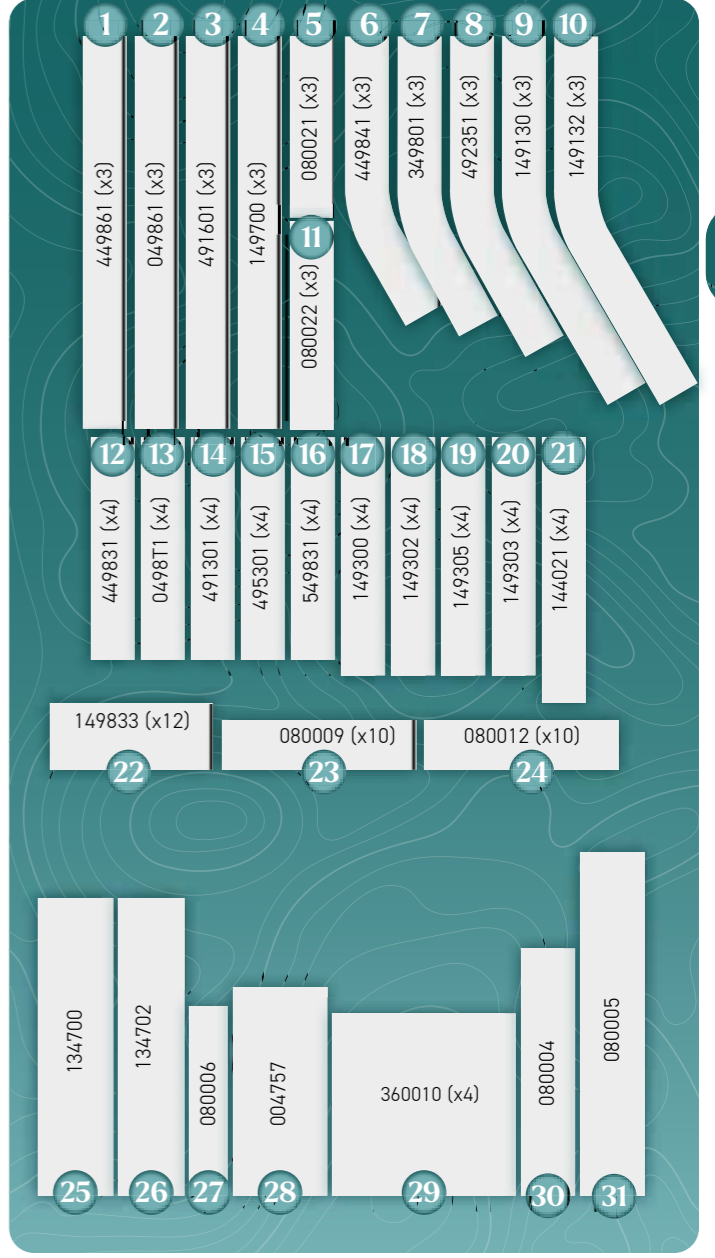 1
449861 (x3)
2
049861 (x3)
3
491601 (x3)
4
149700 (x3)
5
080021 (x3)
6
449841 (x3)
7
349801 (x3)
8
492351 (x3)
9
149130 (x3)
10
149132 (x3)
11
080022 (x3)
12
449831 (x4)
13
0498T1 (x4)
14
491301 (x4)
15
495301 (x4)
16
549831 (x4)
17
149300 (x4)
18
149302 (x4)
19
149305 (x4)
20
149303 (x4)
21
144021 (x4)
149833 (x12)
22
080009 (x10)
23
080012 (x10)
24
134700
25
134702
26
080006
27
004757
28
360010 (x4)
29
080004
30
080005
31